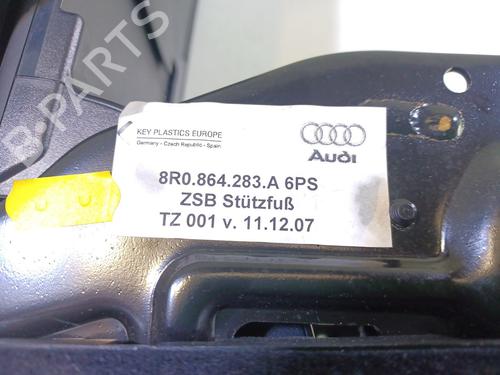 B-PARTS
KEY PLASTICS EUROPE
Germany - Czech Republic - Spain
Audi
8R0.864.283.A 6PS
ZSB Stützfuß
TZ 001 v. 11.12.07